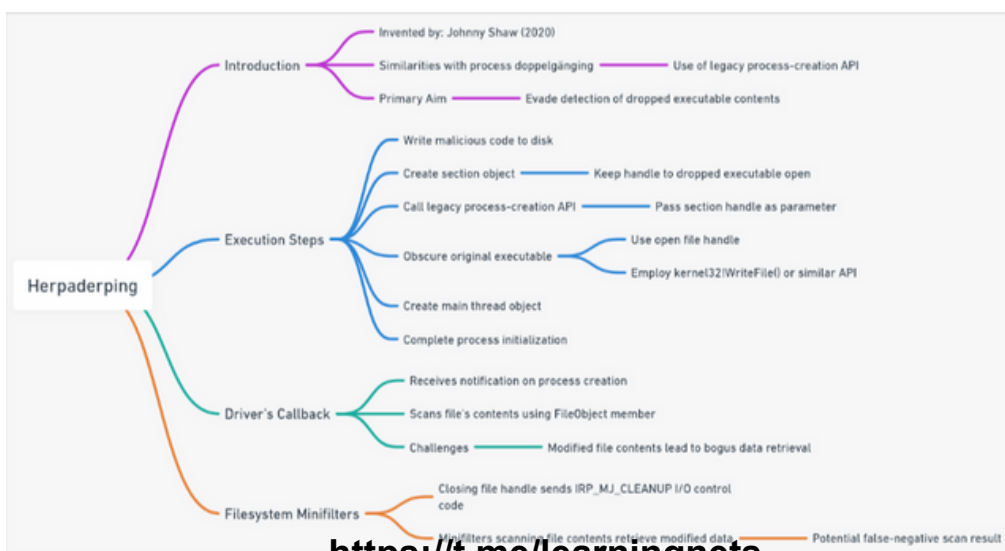 Herpaderping
Introduction
Invented by: Johnny Shaw (2020)
Similarities with process doppelgänging
Use of legacy process-creation API
Primary Aim
Evade detection of dropped executable contents
Execution Steps
Write malicious code to disk
Create section object
Keep handle to dropped executable open
Call legacy process-creation API
Pass section handle as parameter
Obscure original executable
Use open file handle
Employ kernel32!WriteFile() or similar API
Create main thread object
Complete process initialization
Driver's Callback
Receives notification on process creation
Scans file's contents using FileObject member
Challenges
Modified file contents lead to bogus data retrieval
Filesystem Minifilters
Closing file handle sends IRP_MJ_CLEANUP I/O control
code
Minifilters scanning file contents retrieve modified data
Potential false-negative scan result
https://t.me/learningnets